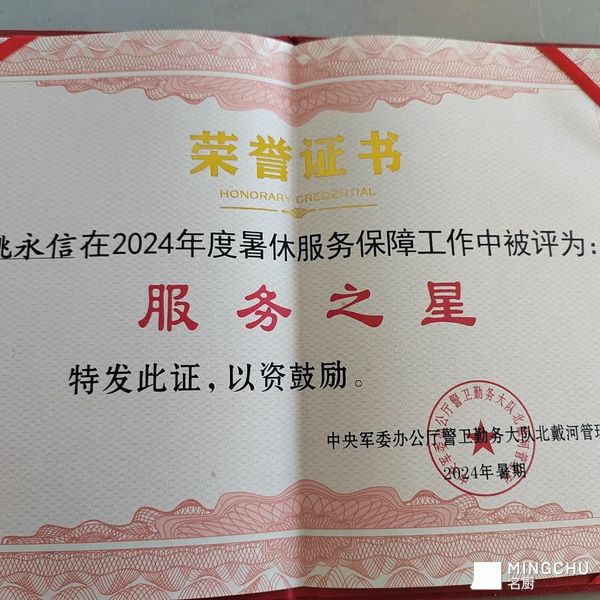 荣誉证书
HONORARY CREDENTIAL
姚永信在2024年度暑休服务保障工作中被评为：
服务之星
特发此证，以资鼓励。
中央军委办公厅警卫勤务大队北戴河管理
2024年暑期
MINGCHU
名厨